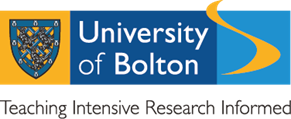 University
of Bolton
Teaching Intensive Research Informed